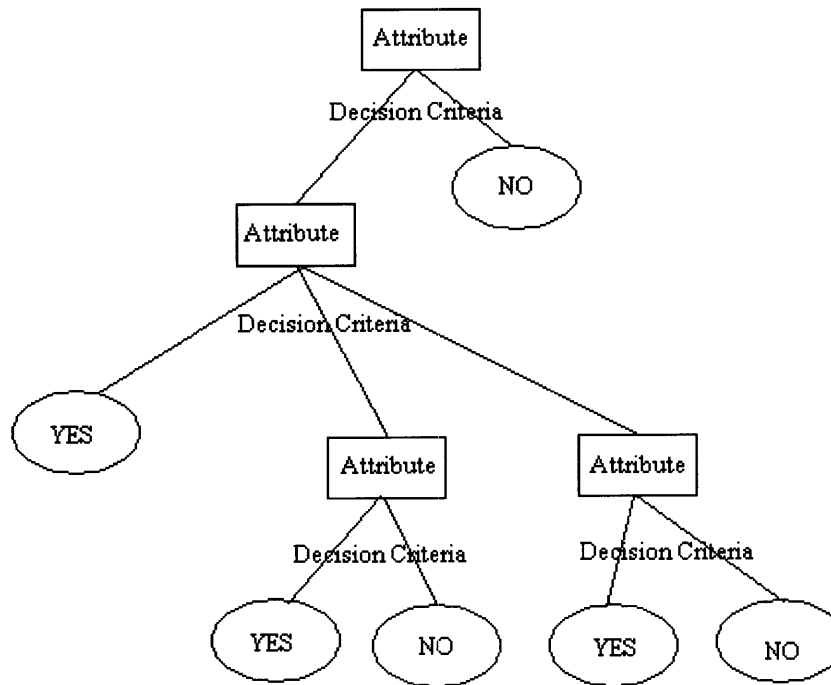 Attribute
Decision Criteria
NO
Attribute
Decision Criteria
YES
Attribute
Attribute
Decision Criteria
Decision Criteria
YES
NO
YES
NO